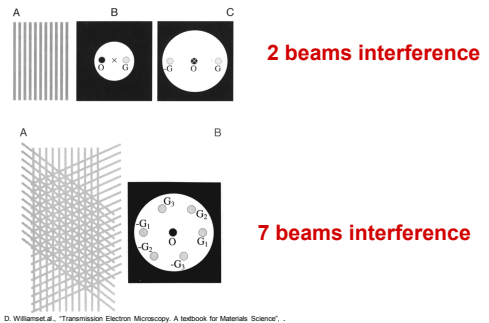 A B C
O G
-G O G
2 beams interference
A B
G3
G2
-G1
O G1
-G2
-G3
7 beams interference
D. Williamset.al., "Transmission Electron Microscopy. A textbook for Materials Science", .